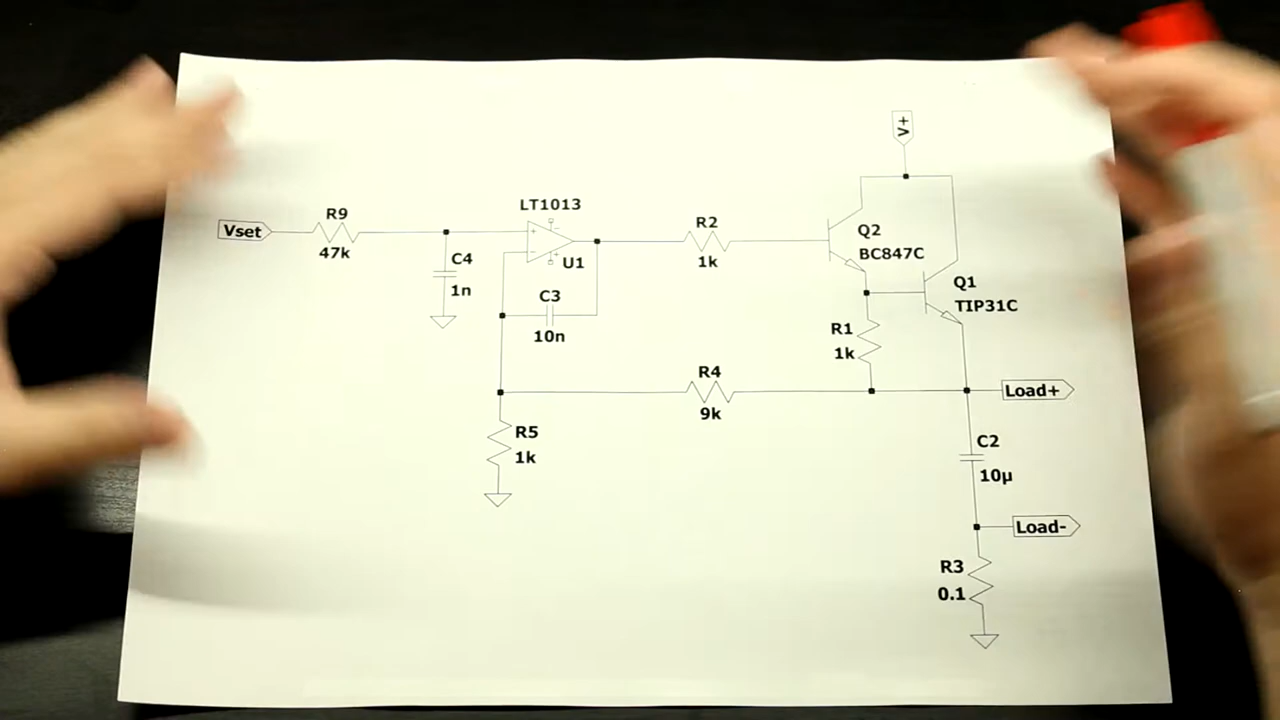 V+
LT1013
R9
Vset
47k
C4
1n
U1
C3
10n
R2
1k
Q2
BC847C
Q1
TIP31C
R1
1k
R4
9k
Load+
R5
1k
C2
10µ
Load-
R3
0.1